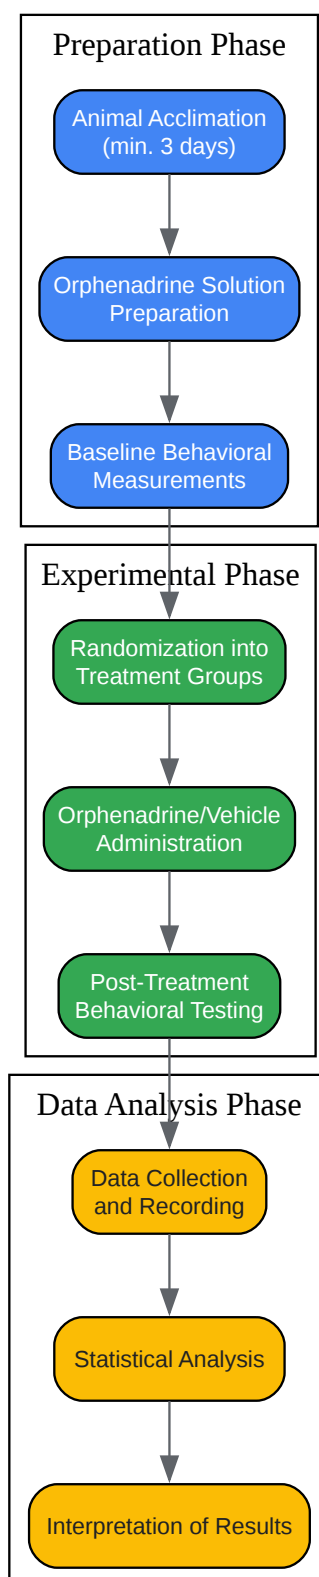 Preparation Phase
Animal Acclimation
(min. 3 days)
Orphenadrine Solution
Preparation
Baseline Behavioral
Measurements
Experimental Phase
Randomization into
Treatment Groups
Orphenadrine/Vehicle
Administration
Post-Treatment
Behavioral Testing
Data Analysis Phase
Data Collection
and Recording
Statistical Analysis
Interpretation of Results